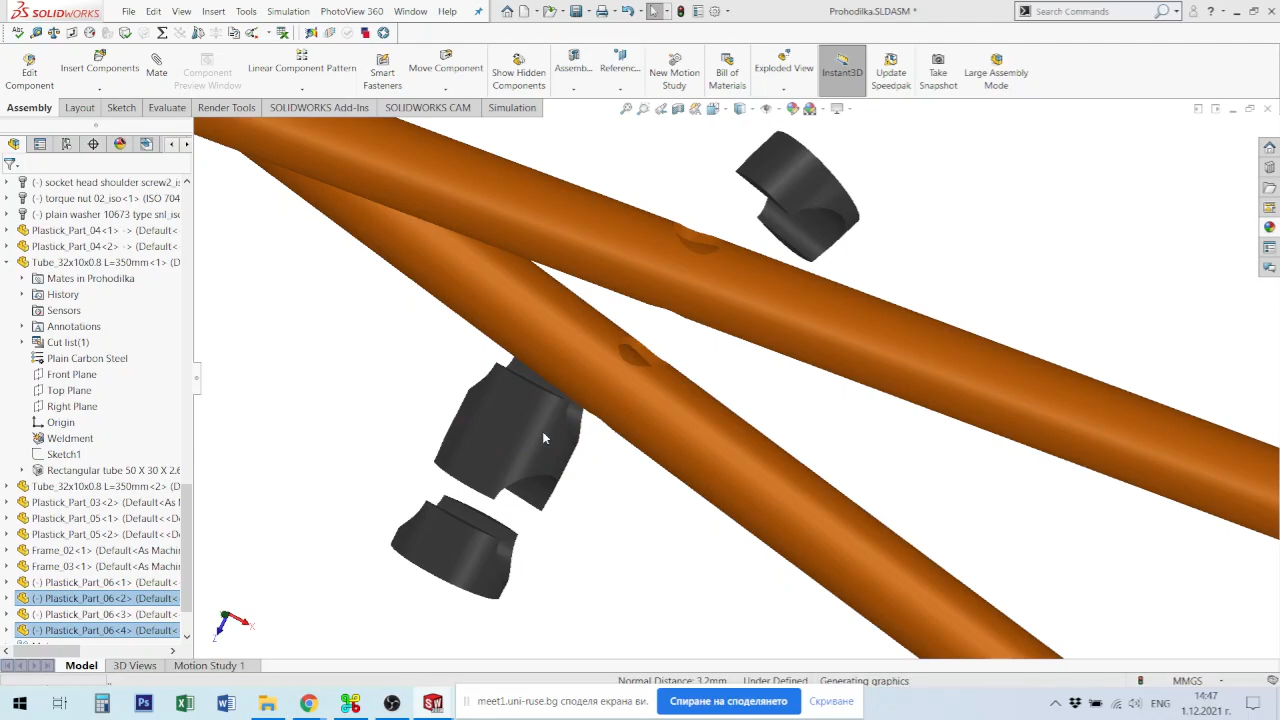 SOLIDWORKS File Edit View Insert Tools Simulation PhotoView 360 Window Help Prohodilka.SLDASM * Search Commands
Edit Component
Insert Components
Mate
Component Preview Window
Linear Component Pattern
Smart Fasteners
Move Component
Show Hidden Components
Assemb...
Referenc...
New Motion Study
Bill of Materials
Exploded View
Instant3D
Update Speedpak
Take Snapshot
Large Assembly Mode
Assembly Layout Sketch Evaluate Render Tools SOLIDWORKS Add-Ins SOLIDWORKS CAM Simulation
(-) socket head shoulder screw2_is
(-) torque nut 02_iso<1> (ISO 704
(-) plain washer 10673 type snl_iso
Plastick_Part_04<1> -> (Default<
Plastick_Part_04<2> -> (Default<
Tube_32x10x0.8 L=350mm<1> (D
Mates in Prohodilka
History
Sensors
Annotations
Cut list(1)
Plain Carbon Steel
Front Plane
Top Plane
Right Plane
Origin
Weldment
Sketch1
Rectangular tube 50 X 30 X 2.6
Tube_32x10x0.8 L=350mm<2> (D
Plastick_Part_03<2> (Default<As M
Plastick_Part_05<1> (Default<<D
Plastick_Part_05<2> (Default<<D
Frame_02<1> (Default<As Machin
Frame_03<1> (Default<As Machin
(-) Plastick_Part_06<1> (Default<
(-) Plastick_Part_06<2> (Default<
(-) Plastick_Part_06<3> (Default<
(-) Plastick_Part_06<4> (Default<
X
Z
Model 3D Views Motion Study 1
Normal Distance: 3.2mm Under Defined Generating graphics MMGS
meet1.uni-ruse.bg споделя екрана ви. Спиране на споделянето Скриване
ENG
14:47
1.12.2021 г.